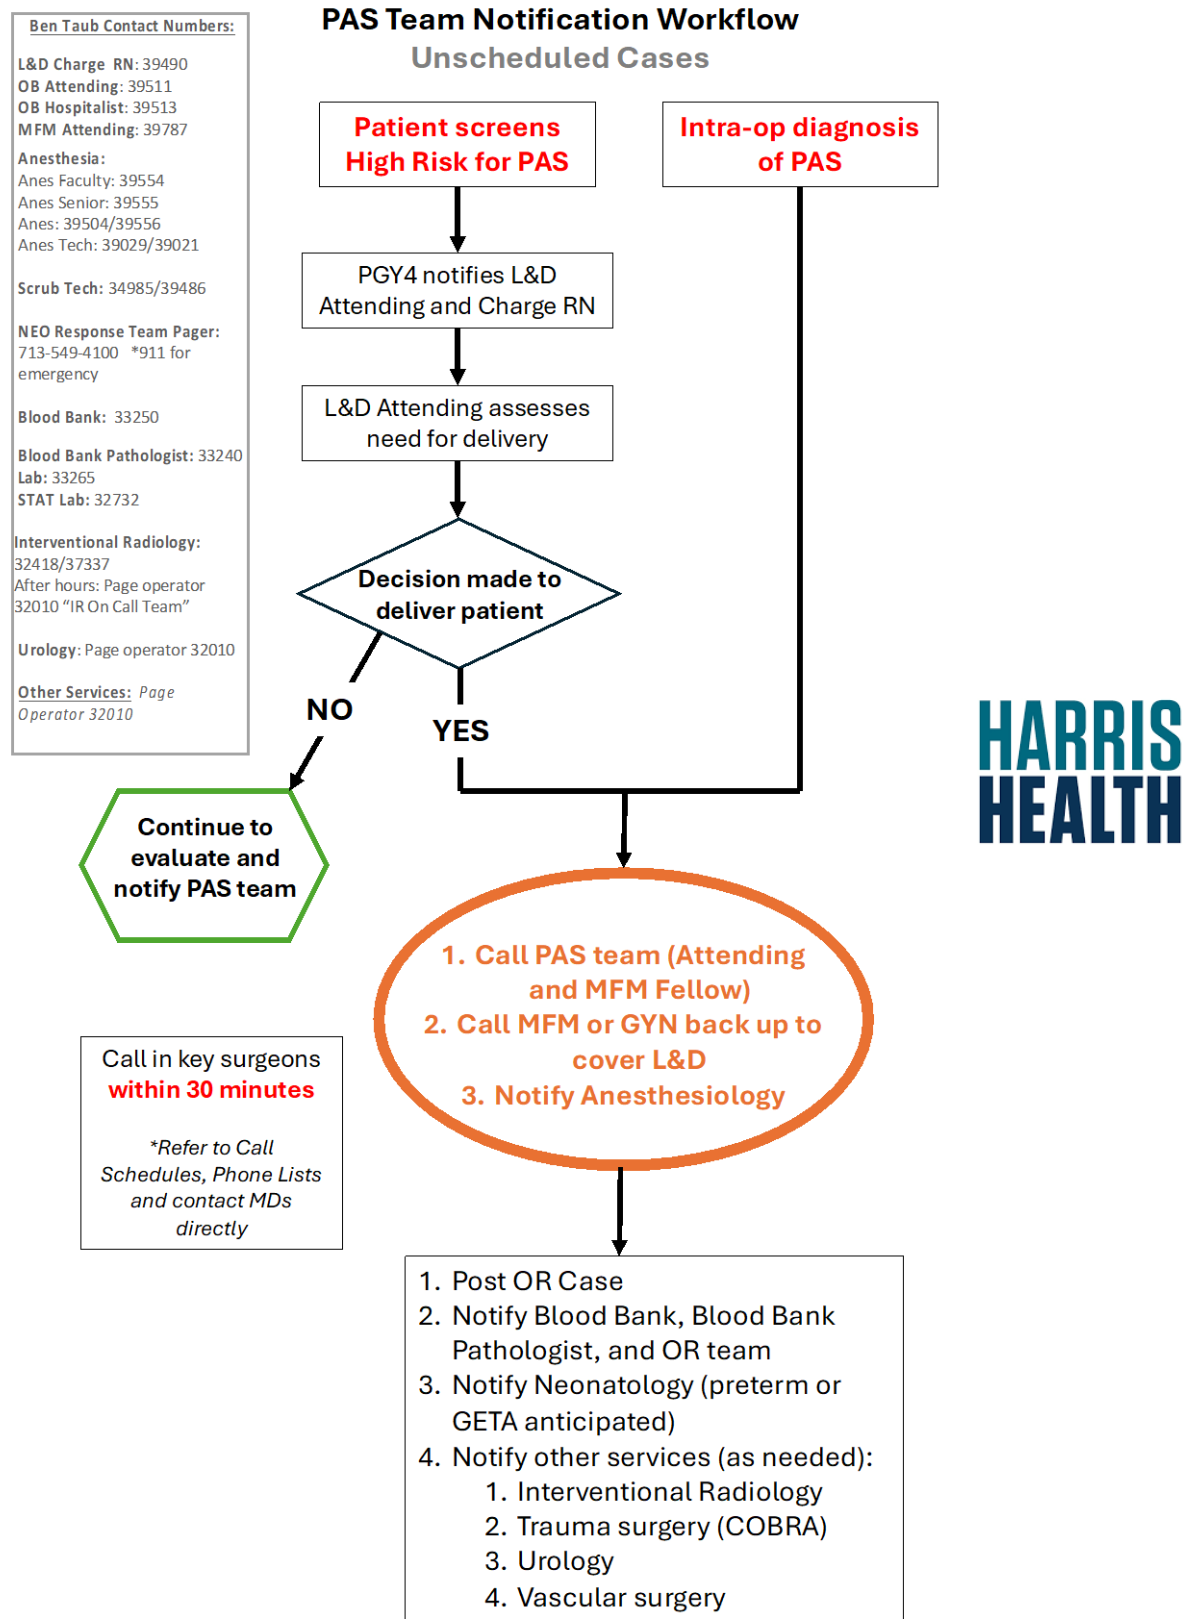 PAS Team Notification Workflow
Unscheduled Cases
Ben Taub Contact Numbers:
L&D Charge RN: 39490
OB Attending: 39511
OB Hospitalist: 39513
MFM Attending: 39787
Anesthesia:
Anes Faculty: 39554
Anes Senior: 39555
Anes: 39504/39556
Anes Tech: 39029/39021
Scrub Tech: 34985/39486
NEO Response Team Pager:
713-549-4100 *911 for
emergency
Blood Bank: 33250
Blood Bank Pathologist: 33240
Lab: 33265
STAT Lab: 32732
Interventional Radiology:
32418/37337
After hours: Page operator
32010 “IR On Call Team”
Urology: Page operator 32010
Other Services: Page
Operator 32010
Patient screens
High Risk for PAS
Intra-op diagnosis
of PAS
PGY4 notifies L&D
Attending and Charge RN
L&D Attending assesses
need for delivery
Decision made to
deliver patient
NO
YES
Continue to
evaluate and
notify PAS team
HARRIS
HEALTH
1. Call PAS team (Attending
and MFM Fellow)
2. Call MFM or GYN back up to
cover L&D
3. Notify Anesthesiology
Call in key surgeons
within 30 minutes
*Refer to Call
Schedules, Phone Lists
and contact MDs
directly
1. Post OR Case
2. Notify Blood Bank, Blood Bank
Pathologist, and OR team
3. Notify Neonatology (preterm or
GETA anticipated)
4. Notify other services (as needed):
1. Interventional Radiology
2. Trauma surgery (COBRA)
3. Urology
4. Vascular surgery